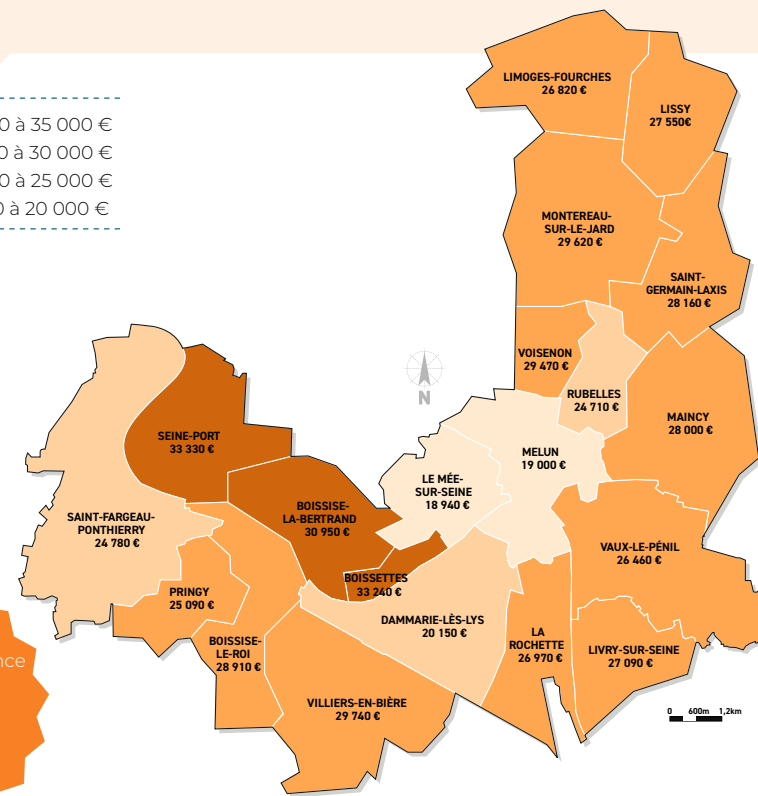 0 à 35 000 €
0 à 30 000 €
0 à 25 000 €
0 à 20 000 €
LIMOGES-FOURCHES
26 820 €
LISSY
27 550€
MONTEREAU-
SUR-LE-JARD
29 620 €
SAINT-
GERMAIN-LAXIS
28 160 €
VOISENON
29 470 €
RUBELLES
24 710 €
MAINCY
28 000 €
N
SEINE-PORT
33 330 €
MELUN
19 000 €
LE MÉE-
SUR-SEINE
18 940 €
BOISSISE-
LA-BERTRAND
30 950 €
SAINT-FARGEAU-
PONTHIERRY
24 780 €
VAUX-LE-PÉNIL
26 460 €
BOISSETTES
33 240 €
PRINGY
25 090 €
DAMMARIE-LÈS-LYS
20 150 €
BOISSISE-
LE-ROI
28 910 €
LA
ROCHETTE
26 970 €
LIVRY-SUR-SEINE
27 090 €
VILLIERS-EN-BIÈRE
29 740 €
0 600m 1,2km